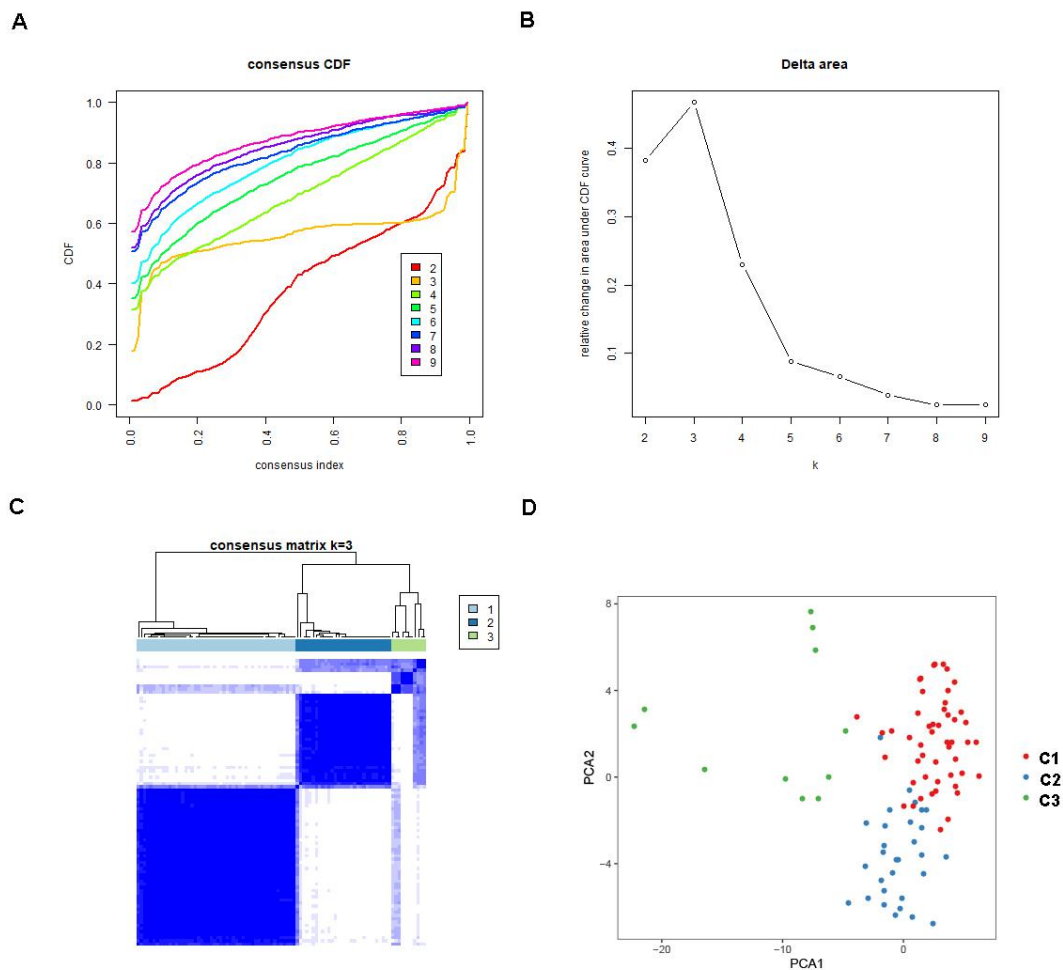 A
consensus CDF
CDF
1.0
0.8
0.6
0.4
0.2
0.0
0.0
0.2
0.4
0.6
0.8
1.0
consensus index
2
3
4
5
6
7
8
9
B
Delta area
relative change in area under CDF curve
0.4
0.3
0.2
0.1
2
3
4
5
6
7
8
9
k
C
consensus matrix k=3
1
2
3
D
PCA2
8
4
0
−4
−20
−10
0
PCA1
C1
C2
C3